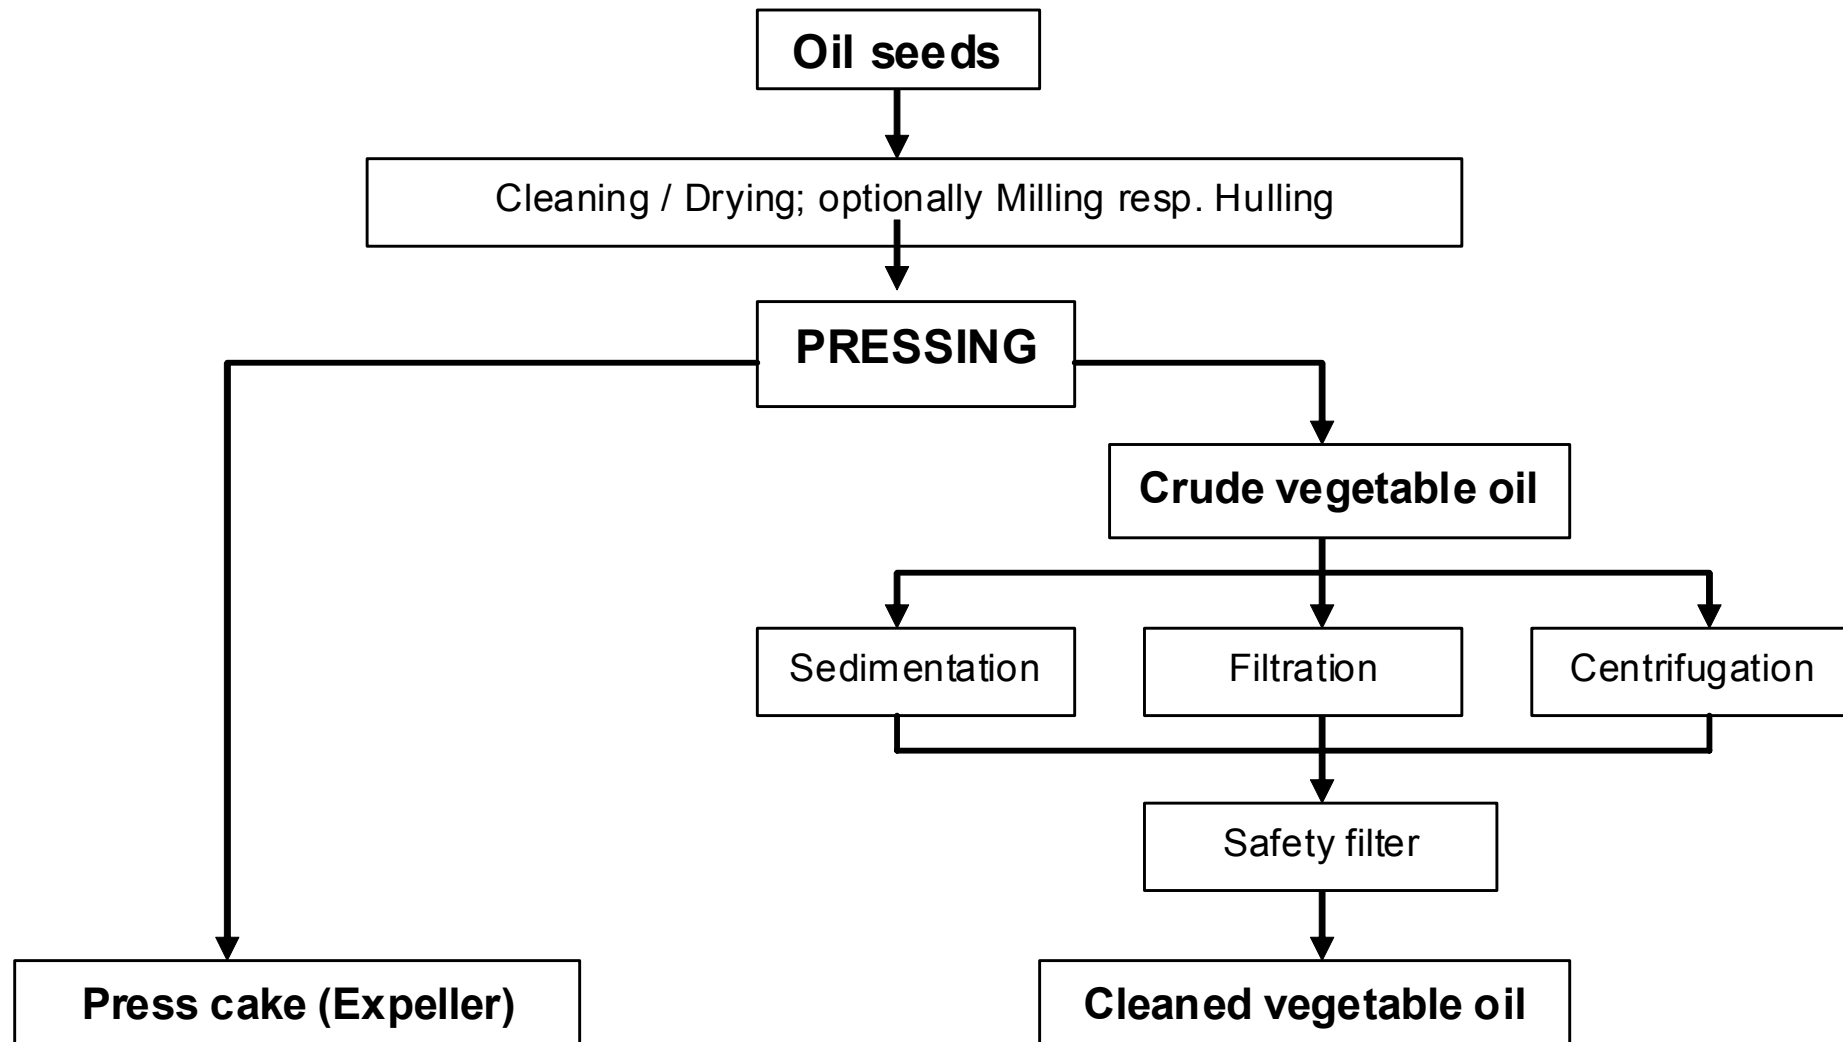 Oil seeds
Cleaning / Drying; optionally Milling resp. Hulling
PRESSING
Crude vegetable oil
Sedimentation
Filtration
Centrifugation
Safety filter
Press cake (Expeller)
Cleaned vegetable oil